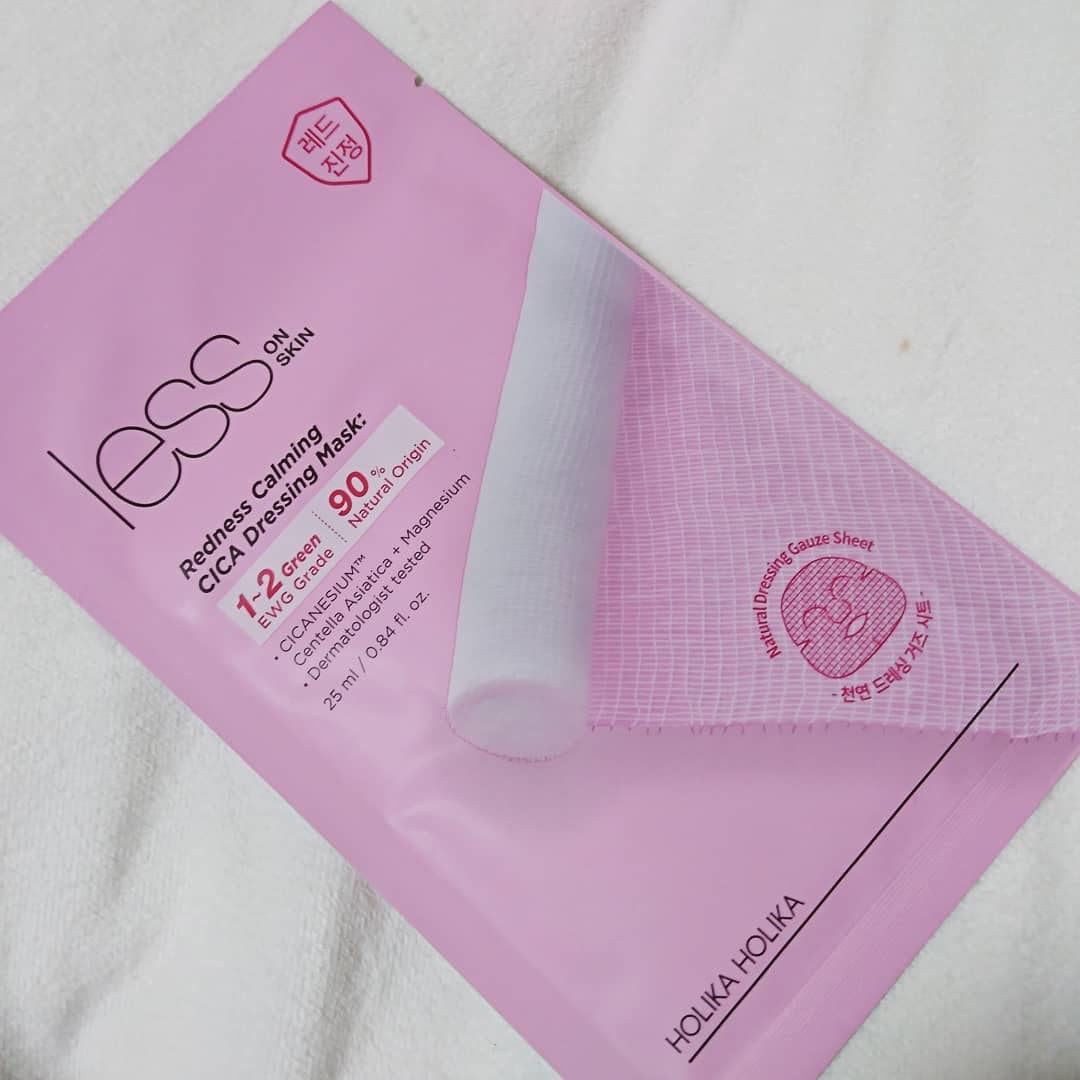 레드
진정
less
ON
SKIN
Redness Calming
CICA Dressing Mask:
1~2 Green
EWG Grade
90%
Natural Origin
• CICANESIUM™
Centella Asiatica + Magnesium
• Dermatologist tested
25 ml / 0.84 fl. oz.
Natural Dressing Gauze Sheet
- 천연 드레싱 거즈 시트 -
HOLIKA HOLIKA